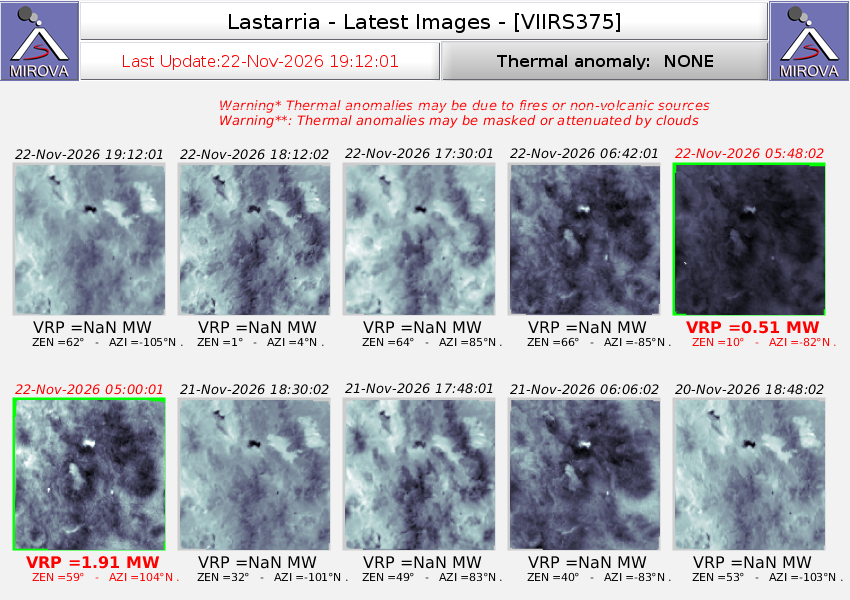 Lastarria - Latest Images - [VIIRS375]
MIROVA
MIROVA
Last Update:22-Nov-2026 19:12:01
Thermal anomaly: NONE
Warning* Thermal anomalies may be due to fires or non-volcanic sources
Warning**: Thermal anomalies may be masked or attenuated by clouds
22-Nov-2026 19:12:01
22-Nov-2026 18:12:02
22-Nov-2026 17:30:01
22-Nov-2026 06:42:01
22-Nov-2026 05:48:02
VRP =NaN MW
VRP =NaN MW
VRP =NaN MW
VRP =NaN MW
VRP =0.51 MW
ZEN =62° - AZI =-105°N .
ZEN =1° - AZI =4°N .
ZEN =64° - AZI =85°N .
ZEN =66° - AZI =-85°N .
ZEN =10° - AZI =-82°N .
22-Nov-2026 05:00:01
21-Nov-2026 18:30:02
21-Nov-2026 17:48:01
21-Nov-2026 06:06:02
20-Nov-2026 18:48:02
VRP =1.91 MW
VRP =NaN MW
VRP =NaN MW
VRP =NaN MW
VRP =NaN MW
ZEN =59° - AZI =104°N .
ZEN =32° - AZI =-101°N .
ZEN =49° - AZI =83°N .
ZEN =40° - AZI =-83°N .
ZEN =53° - AZI =-103°N .